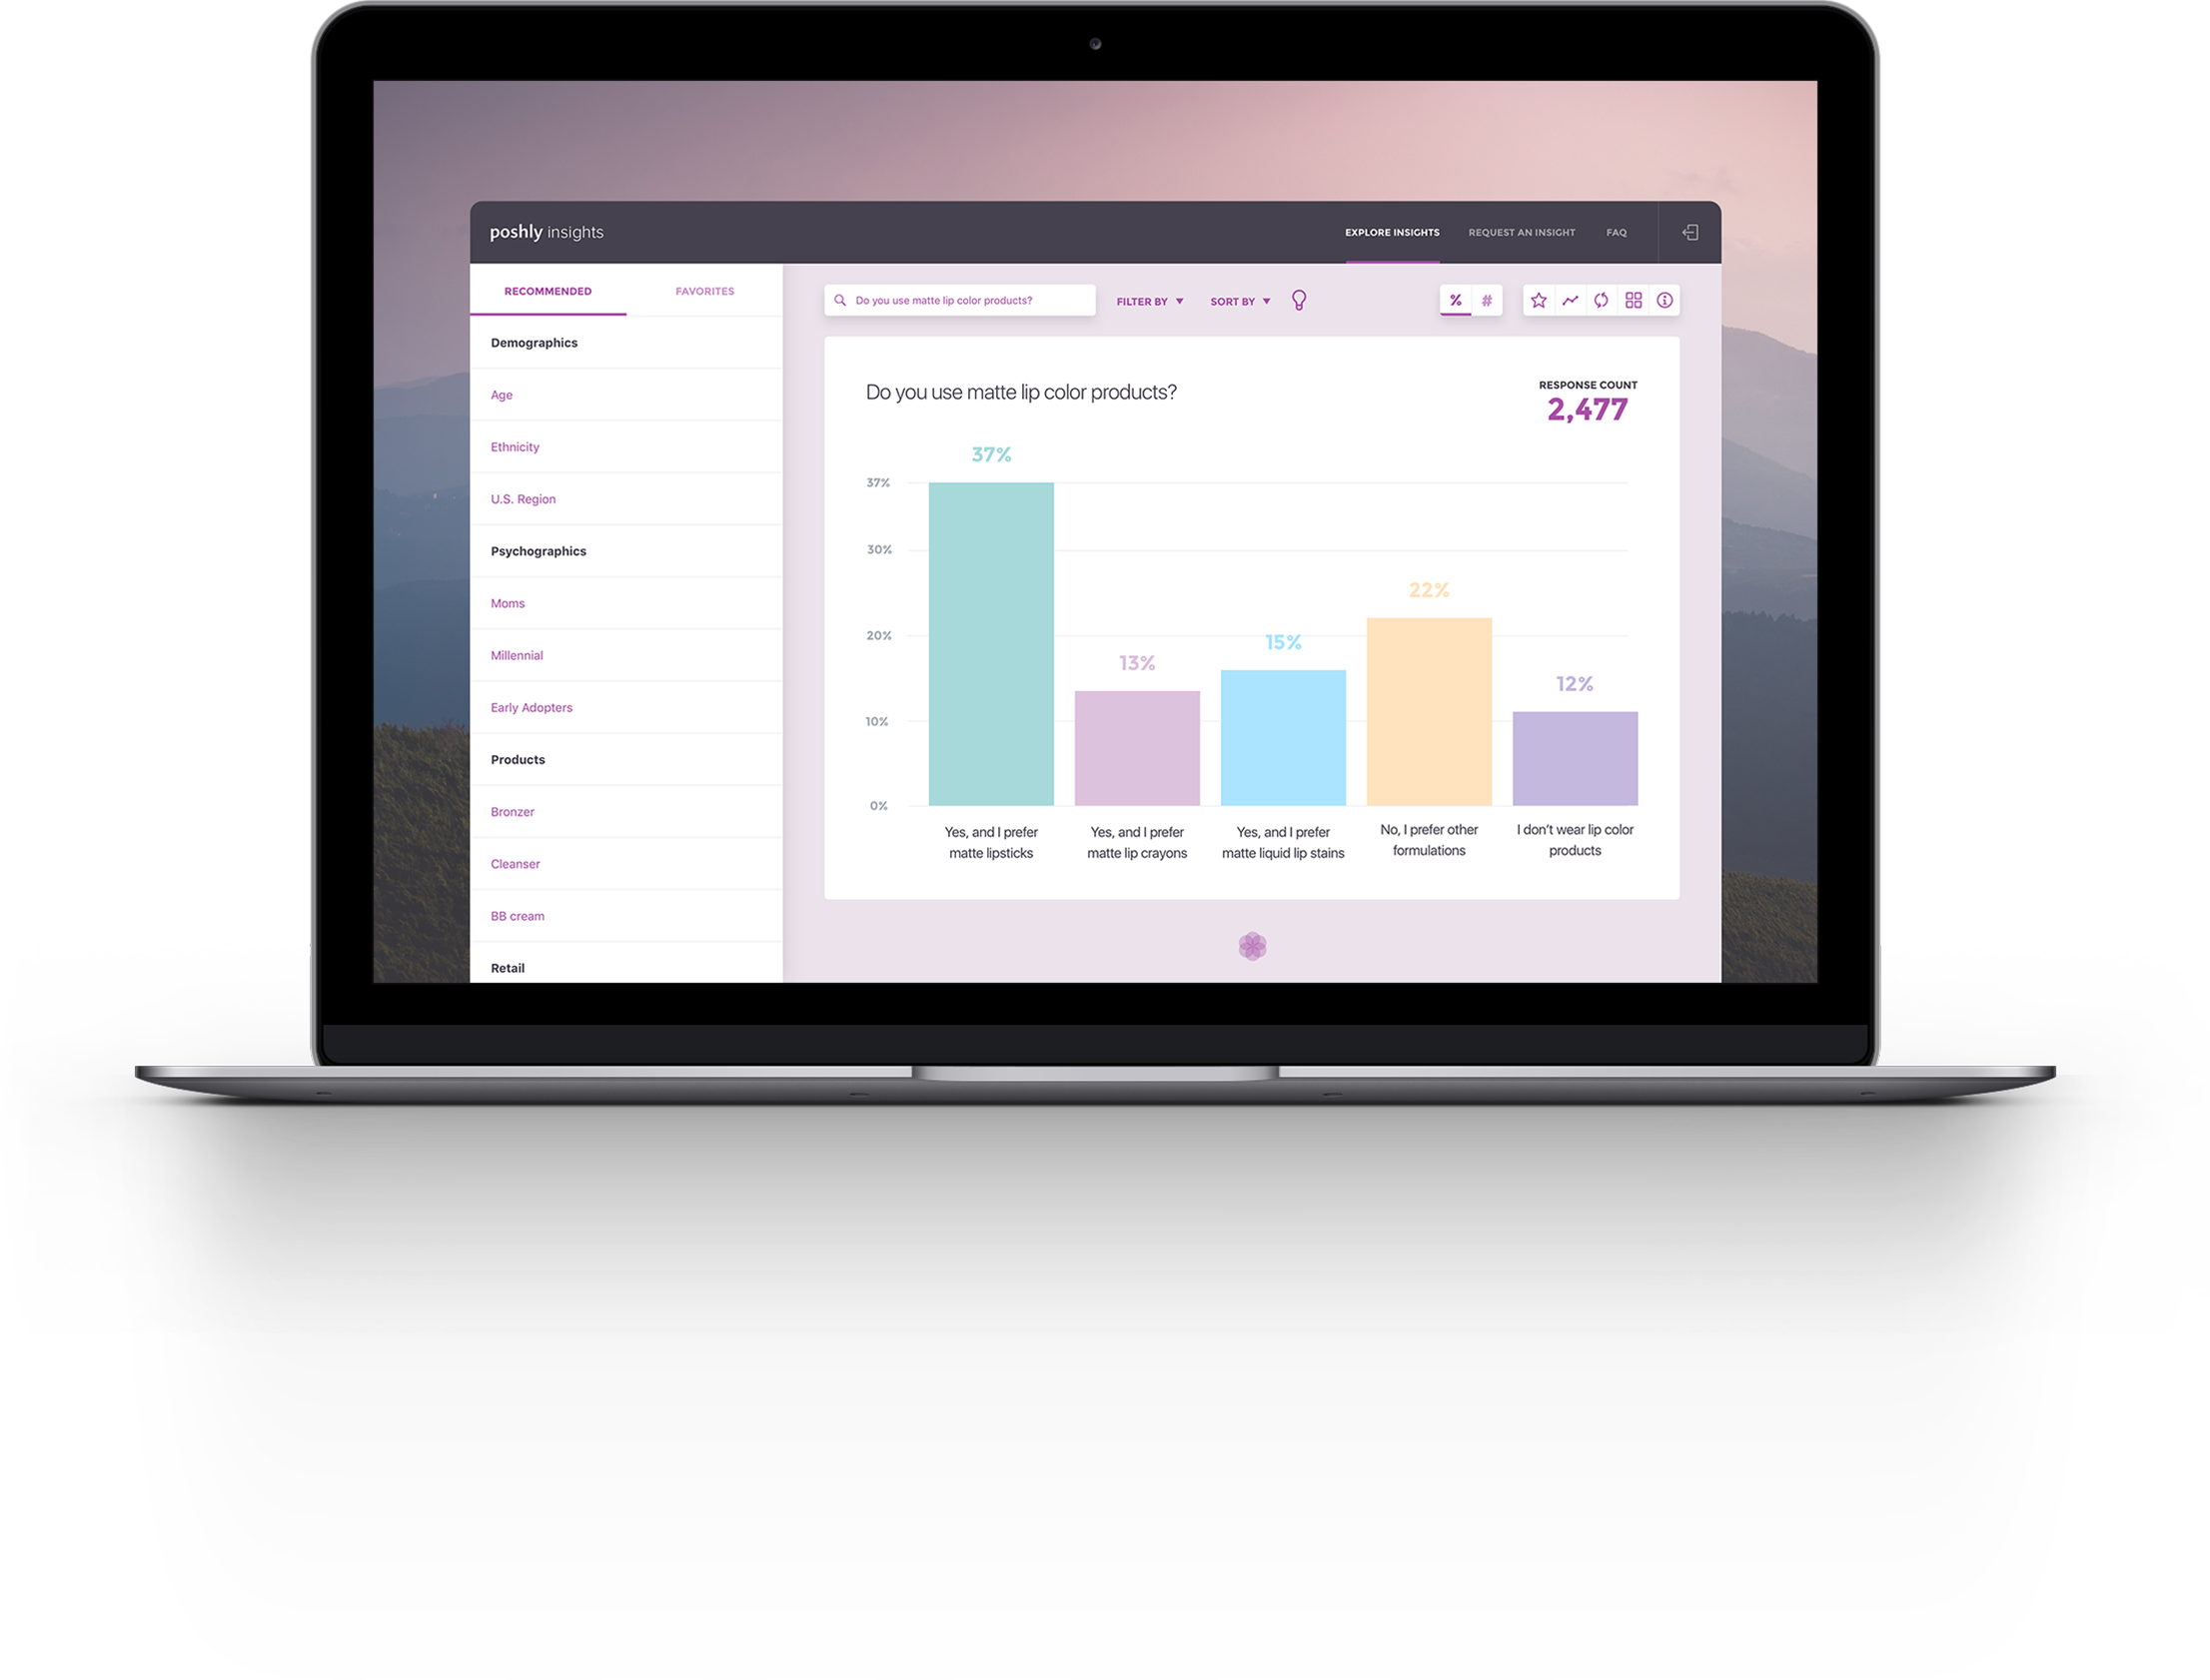 poshly insights
EXPLORE INSIGHTS
REQUEST AN INSIGHT
FAQ
RECOMMENDED
FAVORITES
Demographics
Age
Ethnicity
U.S. Region
Psychographics
Moms
Millennial
Early Adopters
Products
Bronzer
Cleanser
BB cream
Retail
Do you use matte lip color products?
FILTER BY
SORT BY
%
#
Do you use matte lip color products?
RESPONSE COUNT
2,477
37%
30%
20%
10%
0%
37%
13%
15%
22%
12%
Yes, and I prefer
matte lipsticks
Yes, and I prefer
matte lip crayons
Yes, and I prefer
matte liquid lip stains
No, I prefer other
formulations
I don’t wear lip color
products